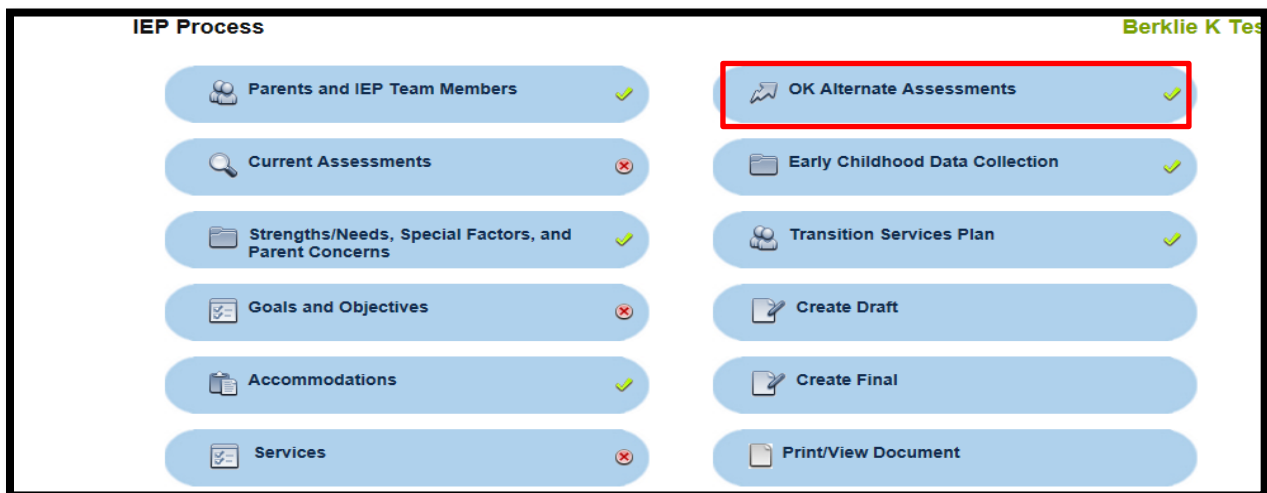 IEP Process
Berklie K Tes
Parents and IEP Team Members
Current Assessments
Strengths/Needs, Special Factors, and
Parent Concerns
Goals and Objectives
Accommodations
Services
OK Alternate Assessments
Early Childhood Data Collection
Transition Services Plan
Create Draft
Create Final
Print/View Document